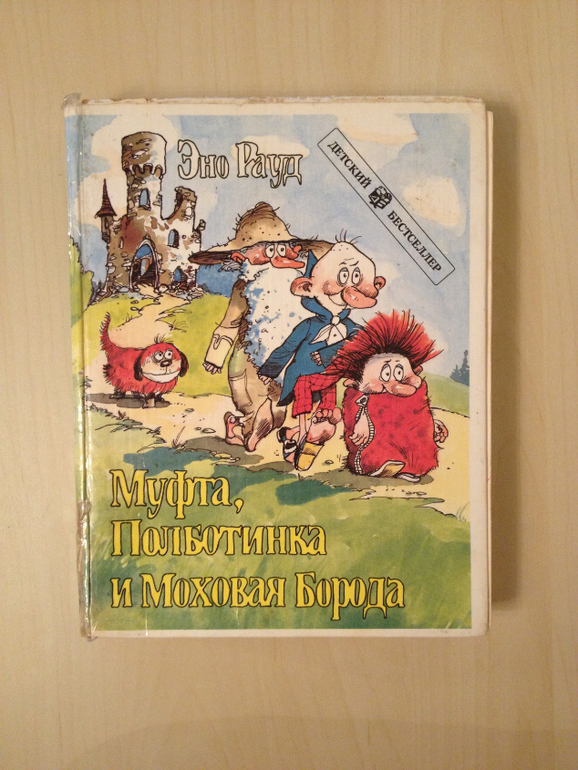 Эно Рауд
ДЕТСКИЙ БЕСТСЕЛЛЕР
Муфта,
Полботинка
и Моховая Борода